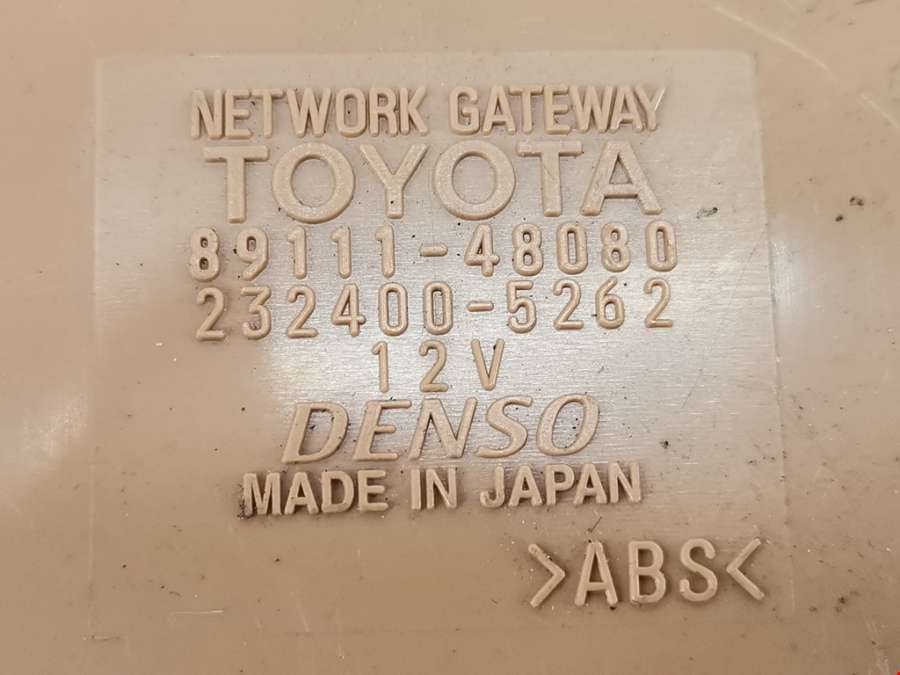 NETWORK GATEWAY
TOYOTA
89111-48080
232400-5262
12V
DENSO
MADE IN JAPAN
>ABS<